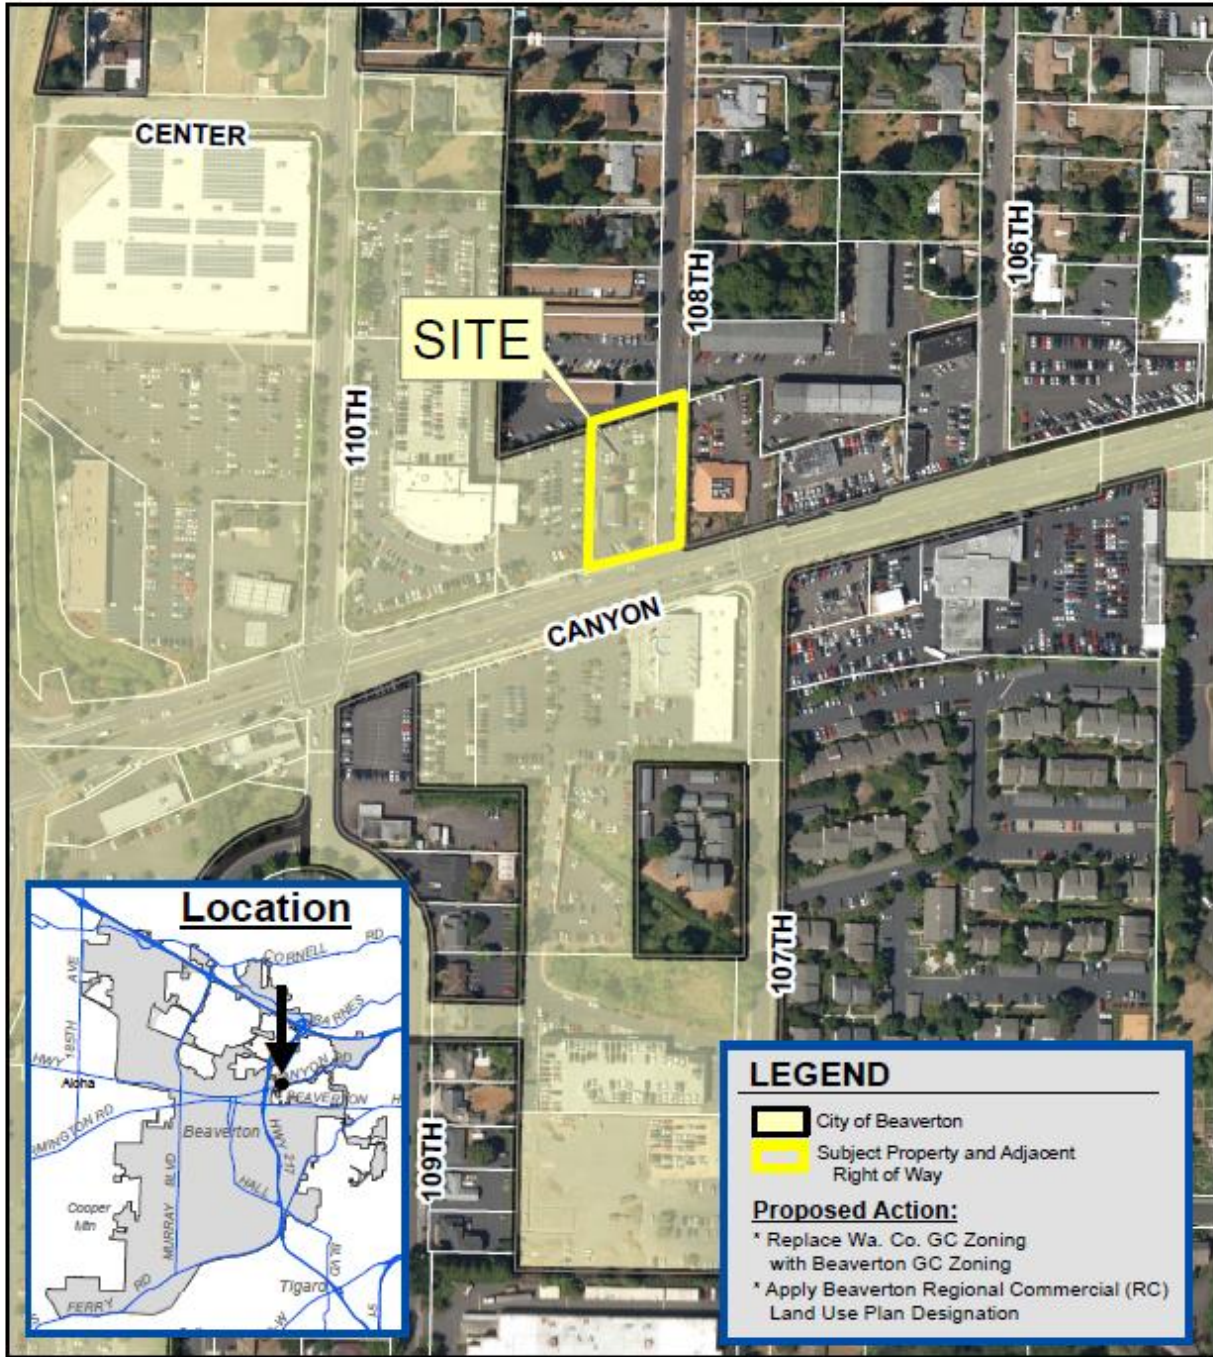 CENTER
SITE
108TH
106TH
110TH
CANYON
107TH
109TH
Location
CORNELL
RD
BARNES
185TH
AVE
HWY
Aloha
CANYON RD
BEAVERTON
H
RMINGTON RD
Beaverton
HWY 217
HALL
BLVD
MURRAY BLVD
Cooper
Mtn
Tigard
FERRY
RD
LEGEND
City of Beaverton
Subject Property and Adjacent
Right of Way
Proposed Action:
* Replace Wa. Co. GC Zoning
with Beaverton GC Zoning
* Apply Beaverton Regional Commercial (RC)
Land Use Plan Designation